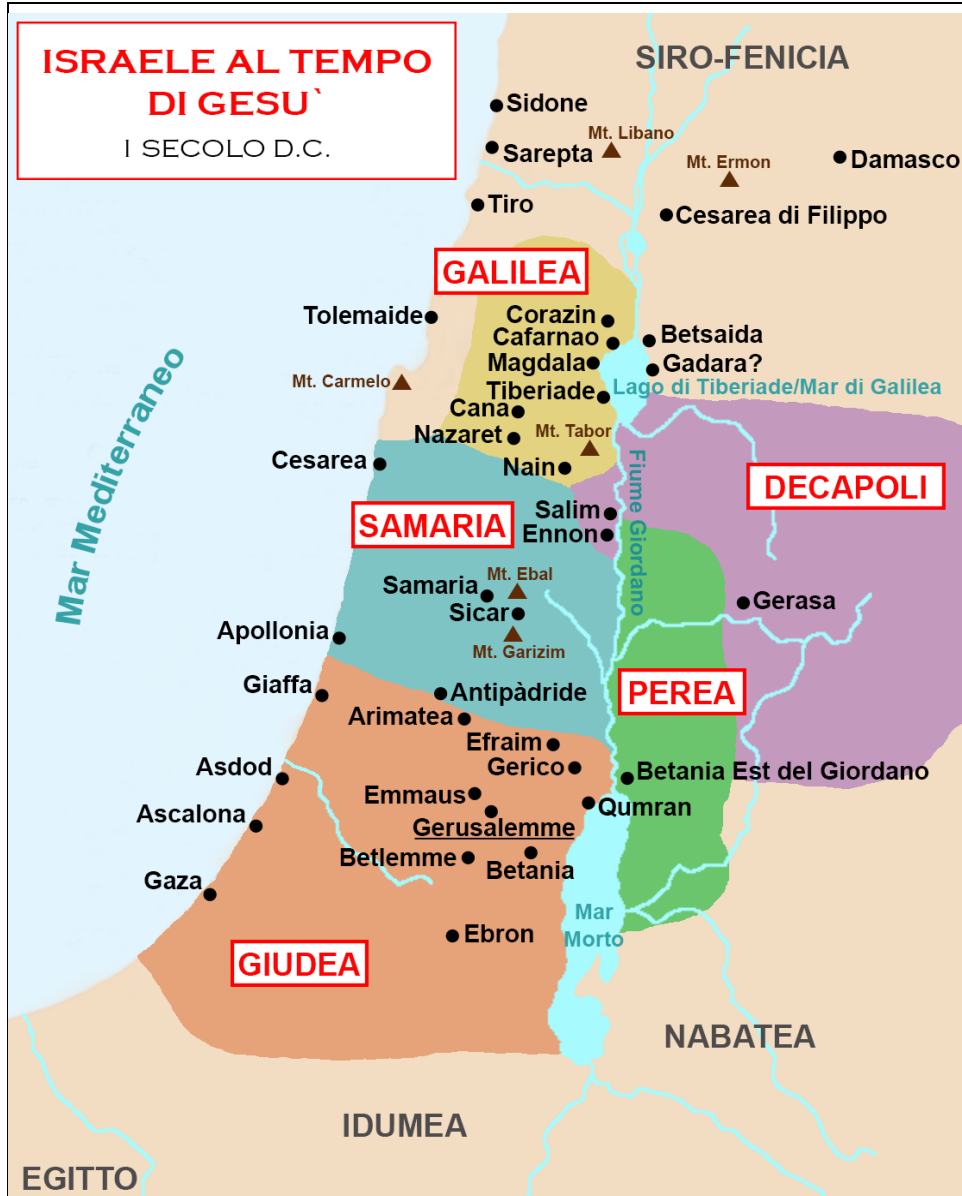 ISRAELE AL TEMPO
DI GESU`
I SECOLO D.C.
SIRO-FENICIA
Sidone
Mt. Libano
Sarepta
Mt. Ermon
Damasco
Tiro
Cesarea di Filippo
GALILEA
Tolemaide
Corazin
Cafarnao
Betsaida
Magdala
Gadara?
Mt. Carmelo
Tiberiade
Lago di Tiberiade/Mar di Galilea
Cana
Nazaret
Mt. Tabor
Cesarea
Nain
Mar Mediterraneo
Fiume Giordano
DECAPOLI
SAMARIA
Salim
Ennon
Mt. Ebal
Samaria
Sicar
Gerasa
Apollonia
Mt. Garizim
Giaffa
Antipàdride
PEREA
Arimatea
Efraim
Gerico
Asdod
Betania Est del Giordano
Emmaus
Qumran
Ascalona
Gerusalemme
Betlemme
Betania
Gaza
Mar
Morto
Ebron
GIUDEA
NABATEA
IDUMEA
EGITTO